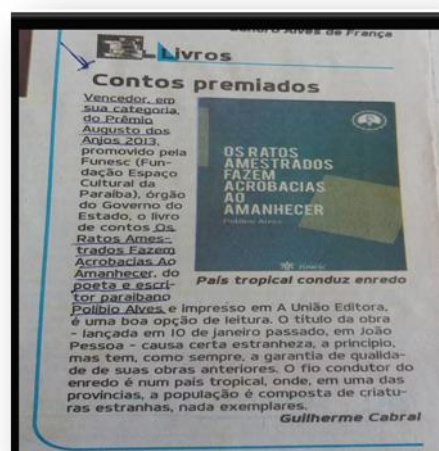 Sandro Alves de França
Livros
Contos premiados
Vencedor, em
sua categoria,
do Prêmio
Augusto dos
Anjos 2013,
promovido pela
Funesc (Fun-
dação Espaço
Cultural da
Paraíba), órgão
do Governo do
Estado, o livro
de contos Os
Ratos Ames-
trados Fazem
Acrobacias Ao
Amanhecer, do
poeta e escri-
tor paraibano
Políbio Alves e impresso em A União Editora,
é uma boa opção de leitura. O título da obra
- lançada em 10 de janeiro passado, em João
Pessoa - causa certa estranheza, a princípio,
mas tem, como sempre, a garantia de qualida-
de de suas obras anteriores. O fio condutor do
enredo é num país tropical, onde, em uma das
províncias, a população é composta de criatu-
ras estranhas, nada exemplares.
Guilherme Cabral
OS RATOS
AMESTRADOS
FAZEM
ACROBACIAS
AO
AMANHECER
Políbio Alves
País tropical conduz enredo